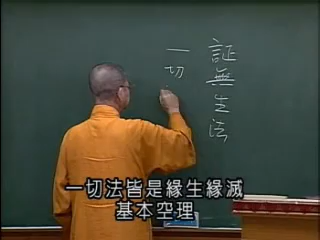 証無生法
一切
一切法皆是緣生緣滅
基本空理